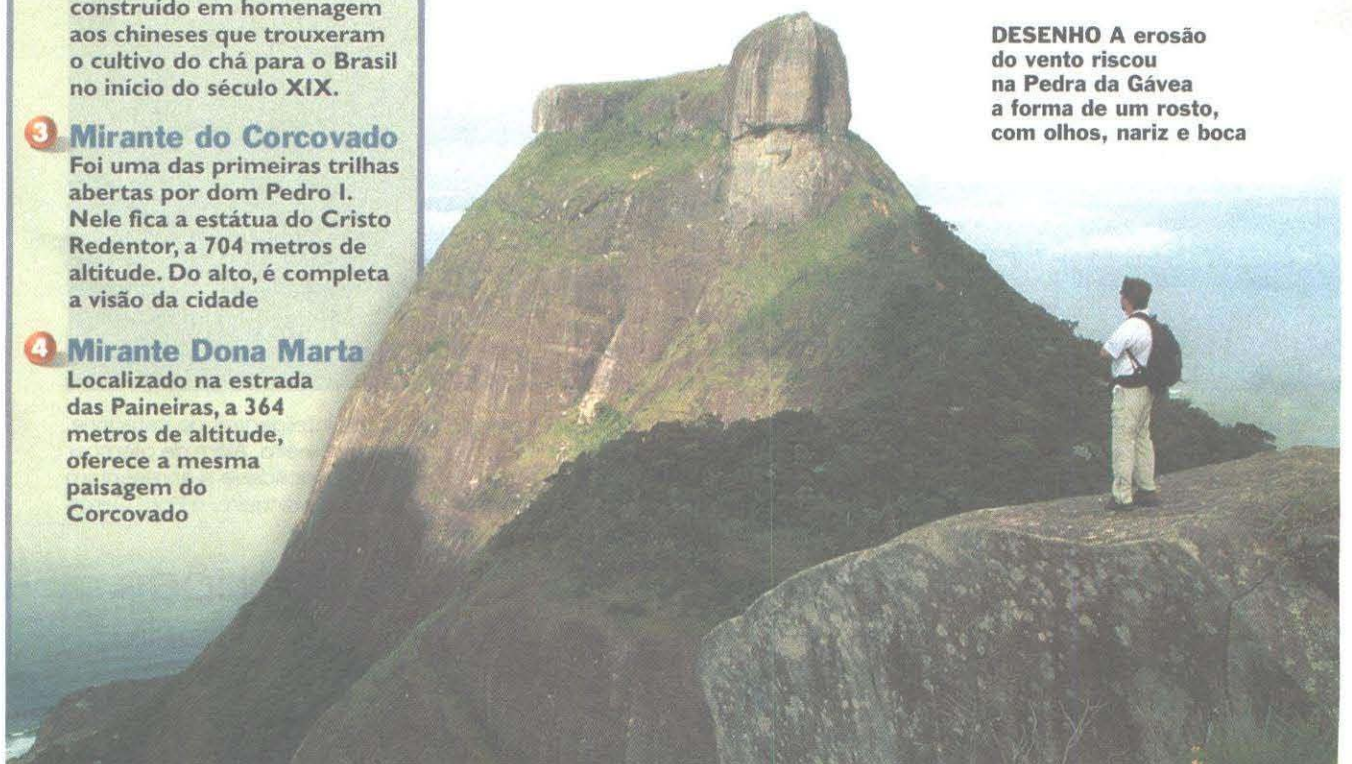 construído em homenagem
aos chineses que trouxeram
o cultivo do chá para o Brasil
no início do século XIX.
3 Mirante do Corcovado
Foi uma das primeiras trilhas
abertas por dom Pedro I.
Nele fica a estátua do Cristo
Redentor, a 704 metros de
altitude. Do alto, é completa
a visão da cidade
4 Mirante Dona Marta
Localizado na estrada
das Paineiras, a 364
metros de altitude,
oferece a mesma
paisagem do
Corcovado
DESENHO A erosão
do vento riscou
na Pedra da Gávea
a forma de um rosto,
com olhos, nariz e boca